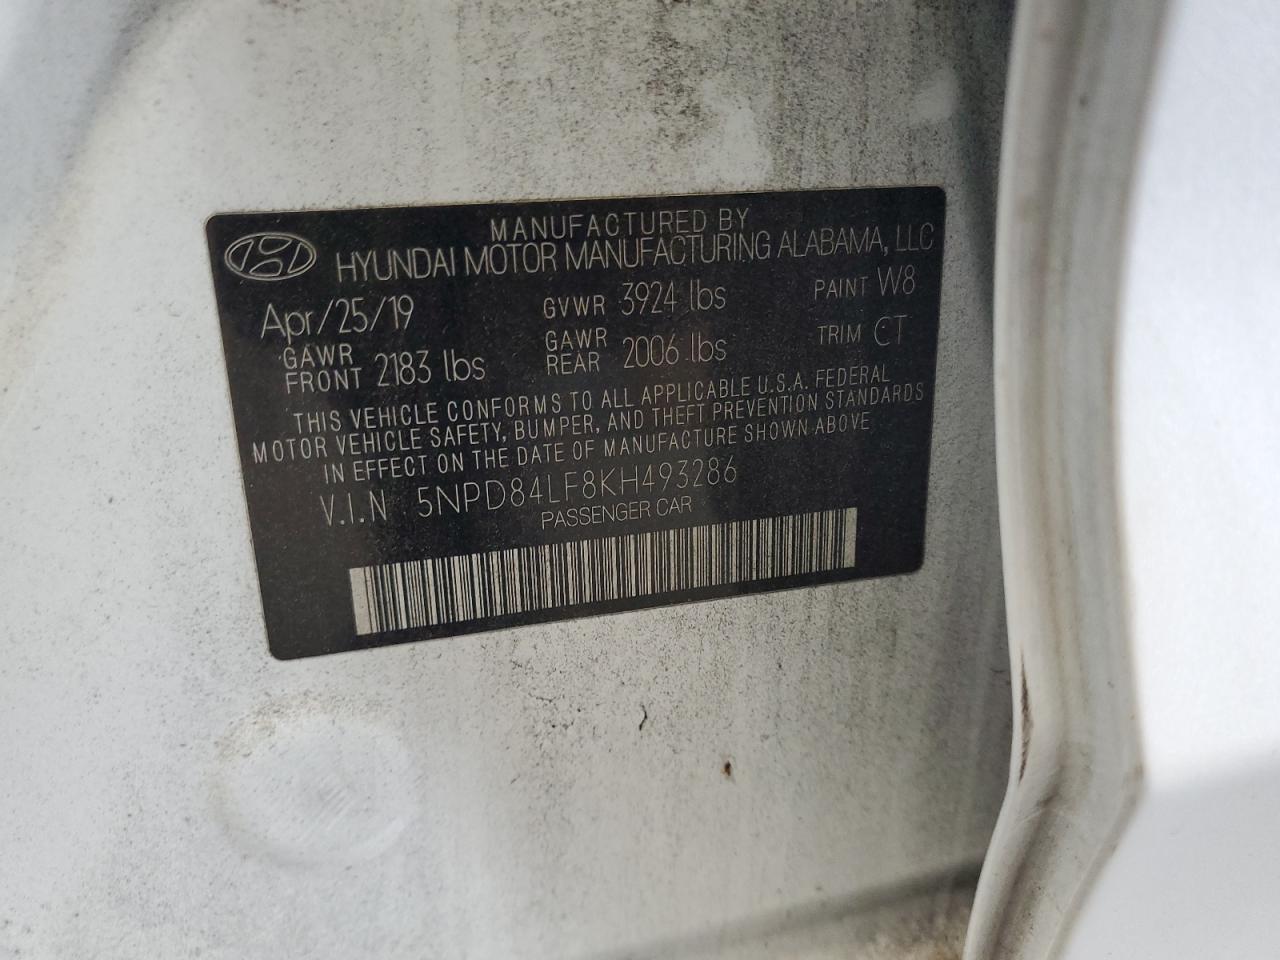 MANUFACTURED BY
HYUNDAI MOTOR MANUFACTURING ALABAMA, LLC
Apr/25/19 GVWR 3924 lbs PAINT W8
GAWR FRONT 2183 lbs GAWR REAR 2006 lbs TRIM CT
THIS VEHICLE CONFORMS TO ALL APPLICABLE U.S.A. FEDERAL
MOTOR VEHICLE SAFETY, BUMPER, AND THEFT PREVENTION STANDARDS
IN EFFECT ON THE DATE OF MANUFACTURE SHOWN ABOVE
V.I.N 5NPD84LF8KH493286
PASSENGER CAR